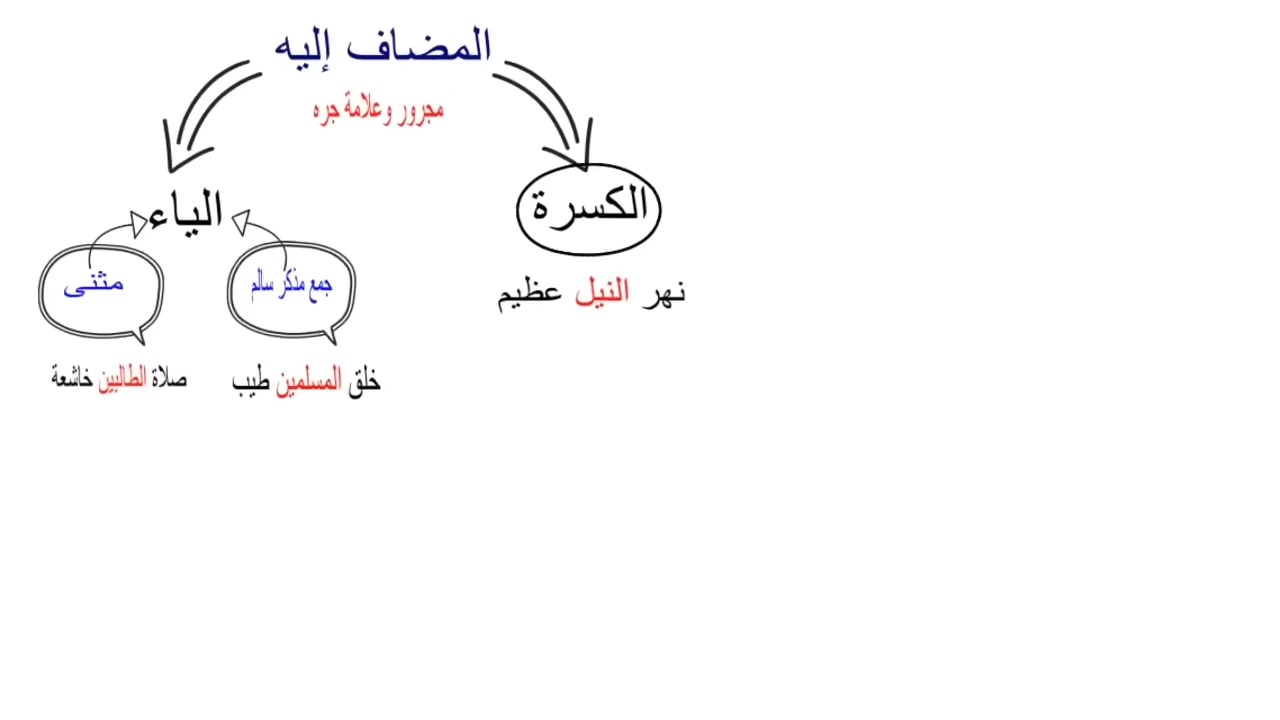 المضاف إليه
مجرور وعلامة جره
الكسرة
نهر النيل عظيم
الياء
جمع مذكر سالم
خلق المسلمين طيب
مثنى
صلاة الطالبين خاشعة